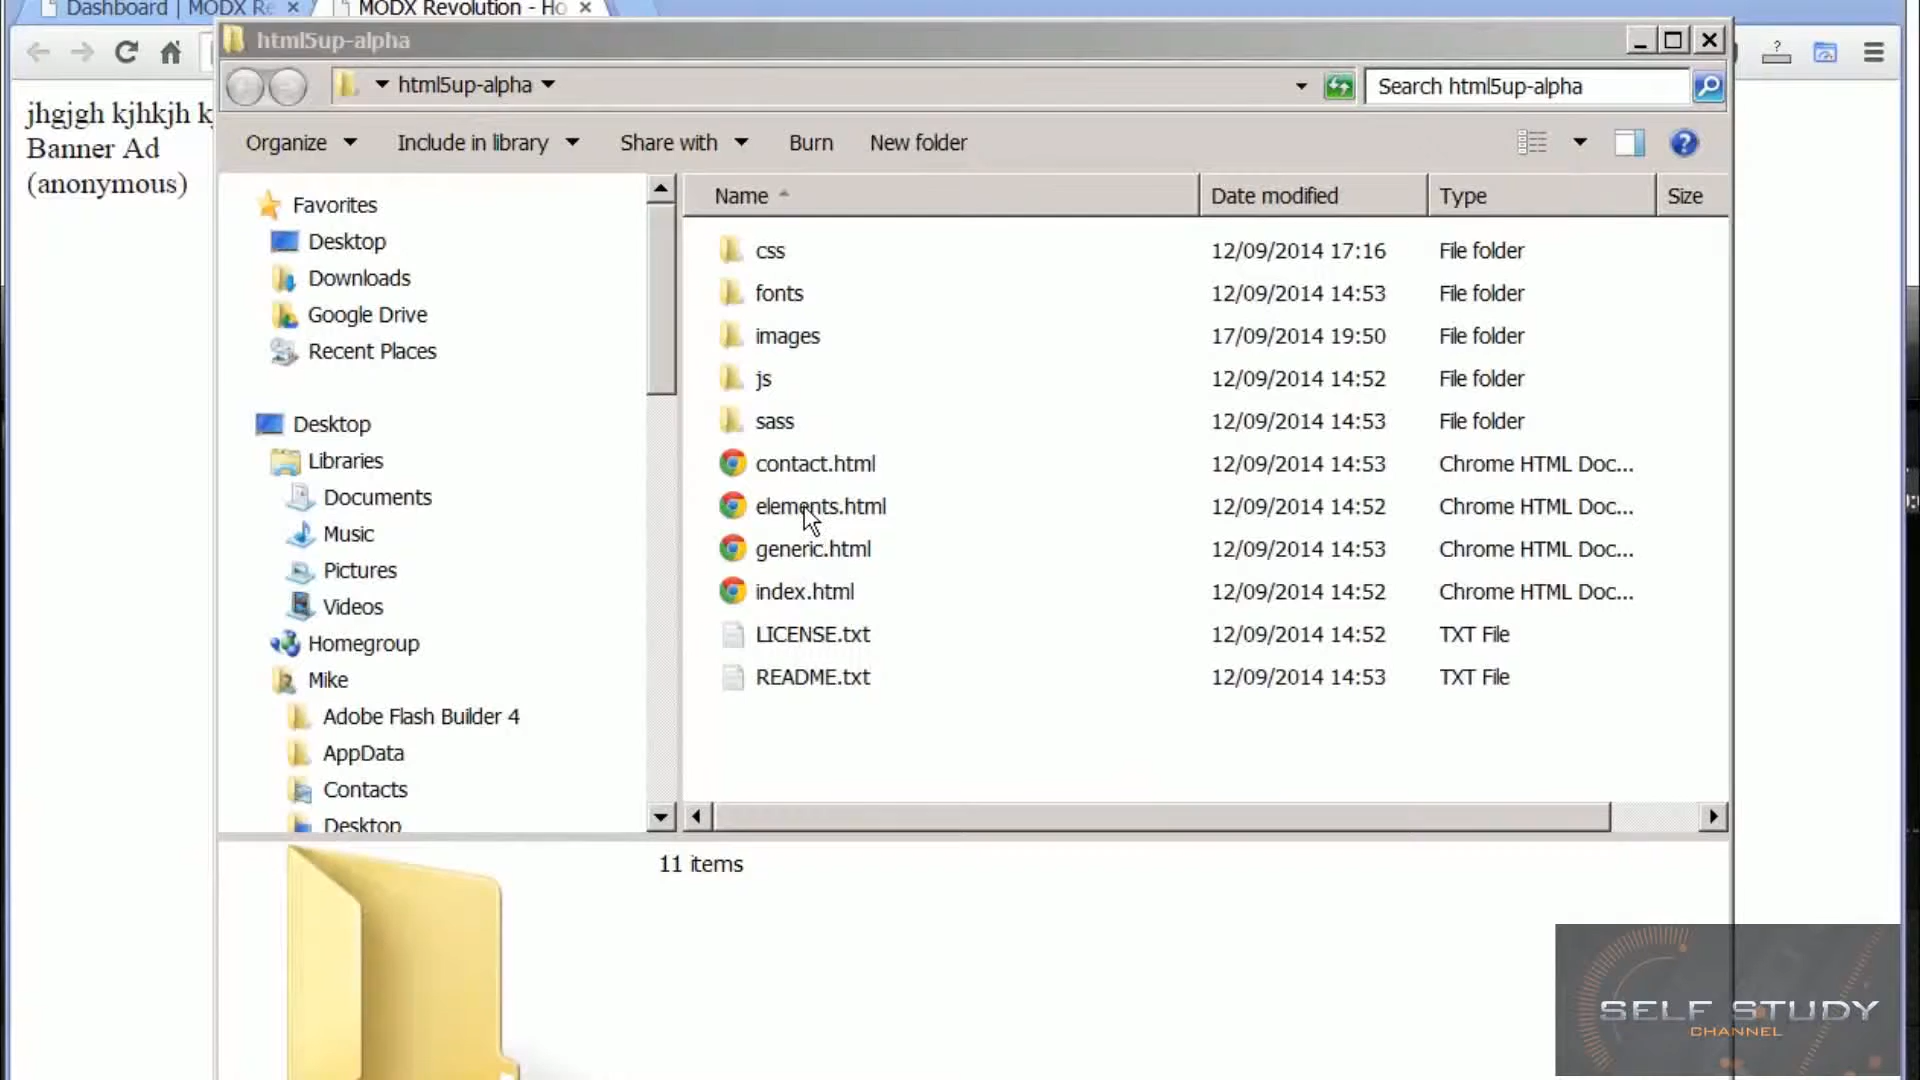 Dashboard | MODX Re
MODX Revolution - Ho
html5up-alpha
html5up-alpha
Search html5up-alpha
jhgjgh kjhkjh k
Banner Ad
(anonymous)
Organize
Include in library
Share with
Burn
New folder
Favorites
Desktop
Downloads
Google Drive
Recent Places
Desktop
Libraries
Documents
Music
Pictures
Videos
Homegroup
Mike
Adobe Flash Builder 4
AppData
Contacts
Desktop
Name Date modified Type Size
css 12/09/2014 17:16 File folder
fonts 12/09/2014 14:53 File folder
images 17/09/2014 19:50 File folder
js 12/09/2014 14:52 File folder
sass 12/09/2014 14:53 File folder
contact.html 12/09/2014 14:53 Chrome HTML Doc...
elements.html 12/09/2014 14:52 Chrome HTML Doc...
generic.html 12/09/2014 14:53 Chrome HTML Doc...
index.html 12/09/2014 14:52 Chrome HTML Doc...
LICENSE.txt 12/09/2014 14:52 TXT File
README.txt 12/09/2014 14:53 TXT File
11 items
SELF STUDY
CHANNEL